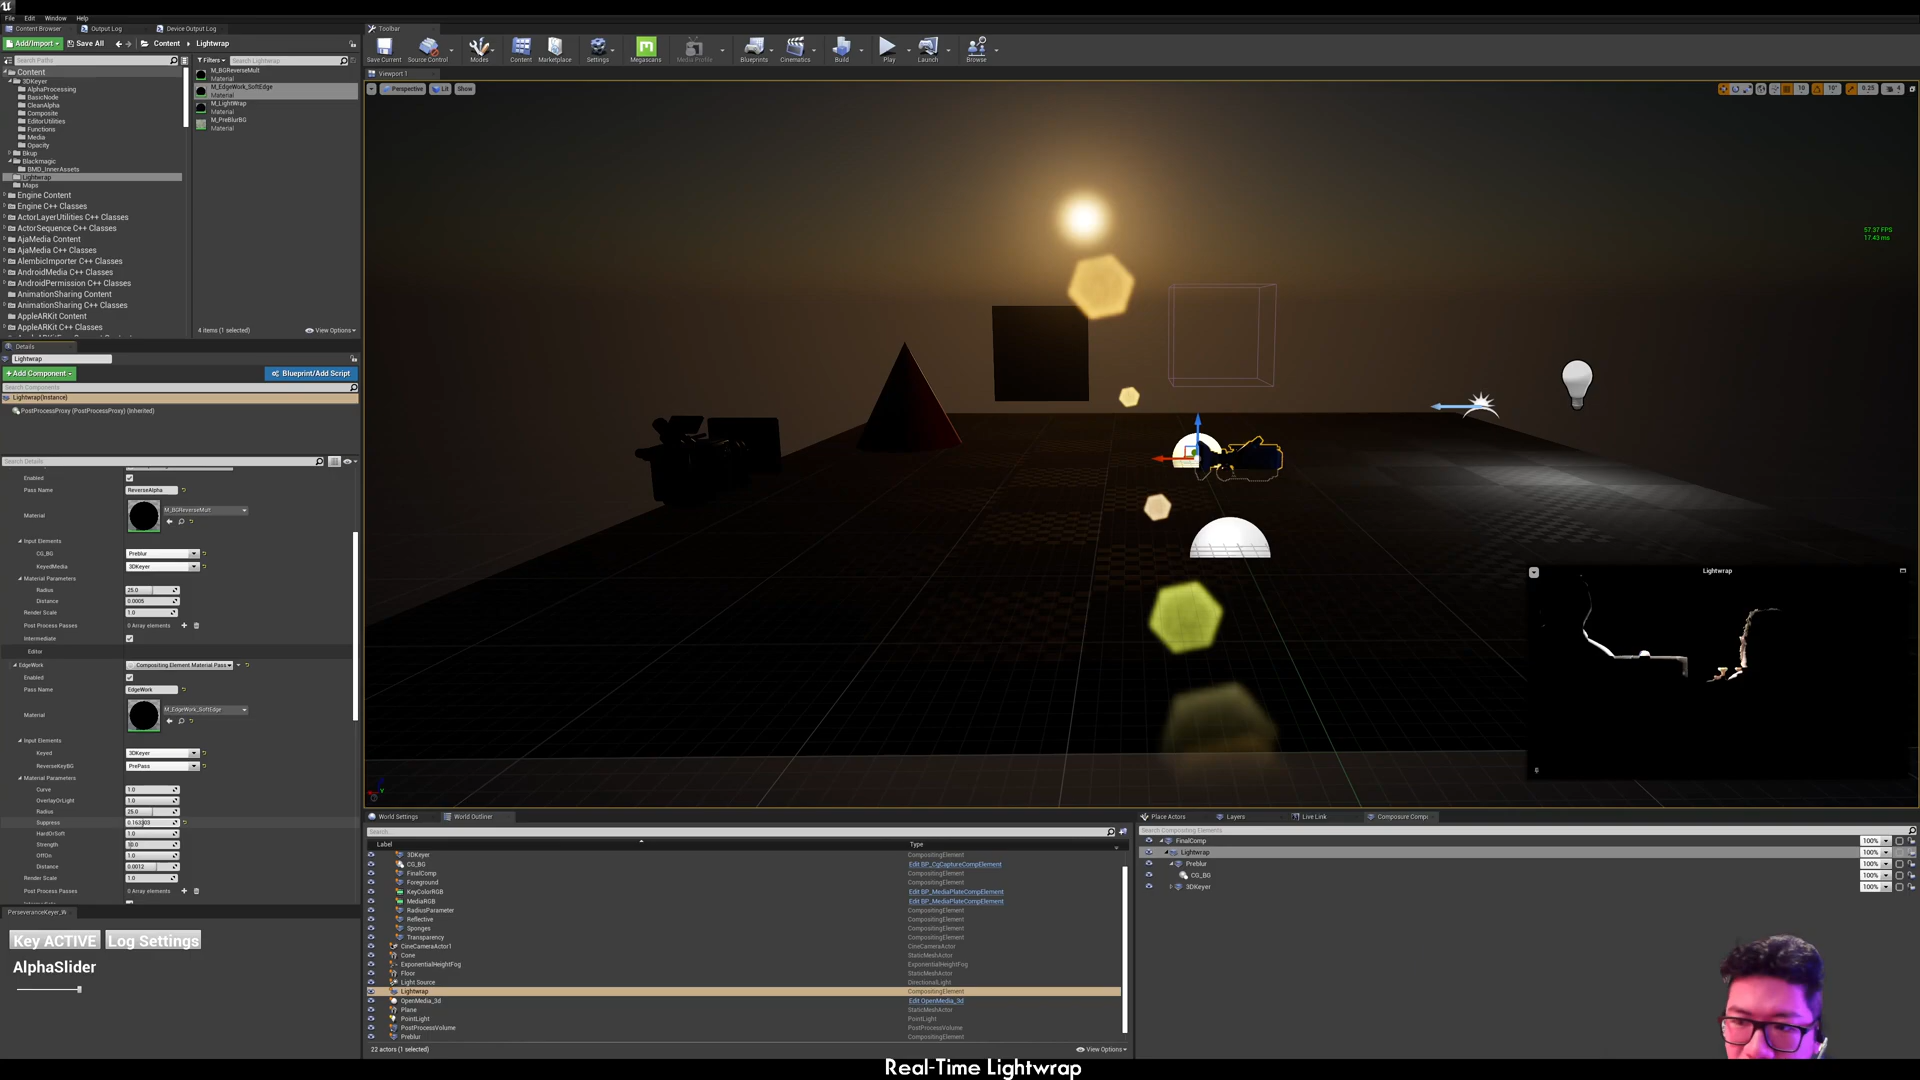 File Edit Window Help
Content Browser Output Log Device Output Log Toolbar
Add/Import Save All Content Lightwrap
Save Current Source Control Modes Content Marketplace Settings Megascans Media Profile Blueprints Cinematics Build Play Launch Browse
Search Paths Filters Search Lightwrap
Viewport 1
Perspective Lit Show
10 10° 0.25 4
Content
3DKeyer
AlphaProcessing
BasicNode
CleanAlpha
Composite
EditorUtilities
Functions
Media
Opacity
Bkup
Blackmagic
BMD_InnerAssets
Lightwrap
Maps
Engine Content
Engine C++ Classes
ActorLayerUtilities C++ Classes
ActorSequence C++ Classes
AjaMedia Content
AjaMedia C++ Classes
AlembicImporter C++ Classes
AndroidMedia C++ Classes
AndroidPermission C++ Classes
AnimationSharing Content
AnimationSharing C++ Classes
AppleARKit Content
AppleARKit C++ Classes
M_BGReverseMult
Material
M_EdgeWork_SoftEdge
Material
M_LightWrap
Material
M_PreBlurBG
Material
4 items (1 selected) View Options
57.37 FPS
17.43 ms
Details
Lightwrap
Add Component Blueprint/Add Script
Search Components
Lightwrap(Instance)
PostProcessProxy (PostProcessProxy) (Inherited)
Search Details
Enabled
Pass Name ReverseAlpha
Material M_BGReverseMult
Input Elements
CG_BG Preblur
KeyedMedia 3DKeyer
Material Parameters
Radius 25.0
Distance 0.0005
Render Scale 1.0
Post Process Passes 0 Array elements
Intermediate
Editor
EdgeWork Compositing Element Material Pass
Enabled
Pass Name EdgeWork
Material M_EdgeWork_SoftEdge
Input Elements
Keyed 3DKeyer
ReverseKeyBG PrePass
Material Parameters
Curve 1.0
OverlayOrLight 1.0
Radius 25.0
Suppress
HardOrSoft 1.0
Strength
OffOn 1.0
Distance 0.0012
Render Scale 1.0
Post Process Passes 0 Array elements
Lightwrap
Key ACTIVE Log Settings
AlphaSlider
World Settings World Outliner
Search...
Label Type
3DKeyer CompositingElement
CG_BG Edit BP_CgCaptureCompElement
FinalComp CompositingElement
Foreground CompositingElement
KeyColorRGB Edit BP_MediaPlateCompElement
MediaRGB Edit BP_MediaPlateCompElement
RadiusParameter CompositingElement
Reflective CompositingElement
Sponges CompositingElement
Transparency CompositingElement
CineCameraActor1 CineCameraActor
Cone StaticMeshActor
ExponentialHeightFog ExponentialHeightFog
Floor StaticMeshActor
Light Source DirectionalLight
Lightwrap CompositingElement
OpenMedia_3d Edit OpenMedia_3d
Plane StaticMeshActor
PointLight PointLight
PostProcessVolume PostProcessVolume
Preblur CompositingElement
22 actors (1 selected) View Options
Place Actors Layers Live Link
Search Compositing Elements
FinalComp 100%
Lightwrap 100%
Preblur 100%
CG_BG 100%
3DKeyer 100%
Real-Time Lightwrap